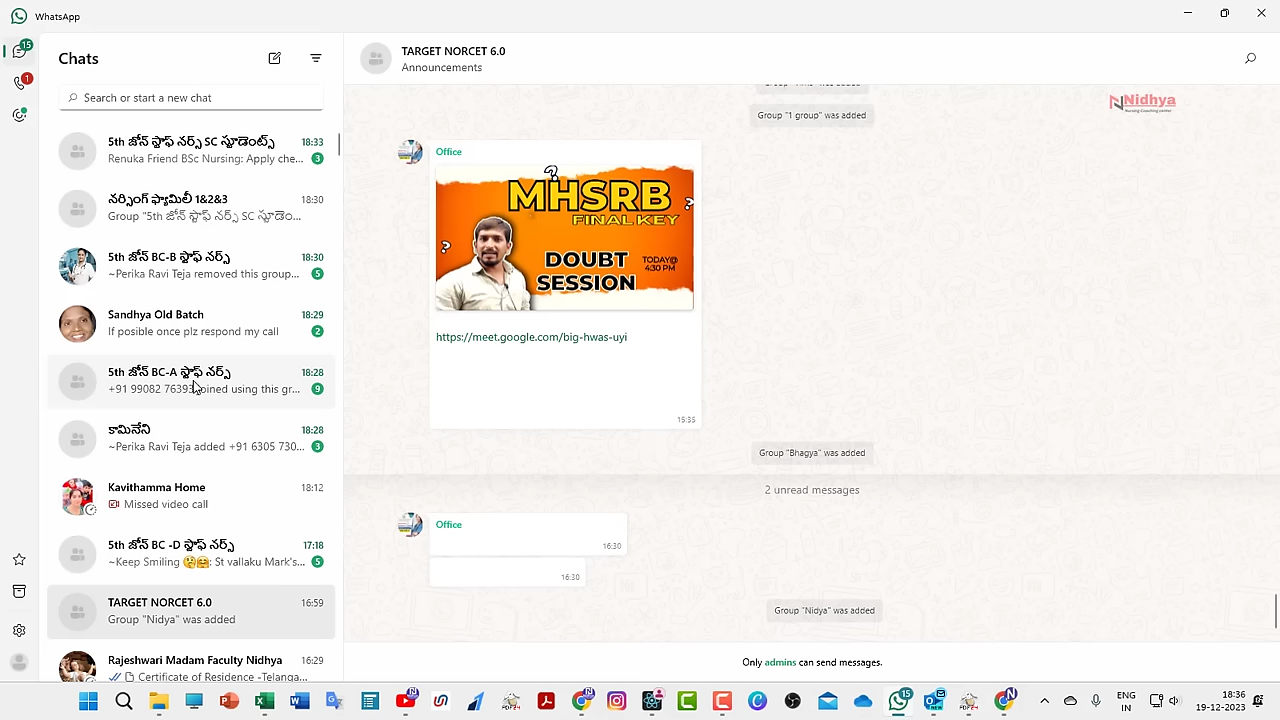 WhatsApp
15
1
Chats
Search or start a new chat
5th జోన్ స్టాఫ్ నర్స్ SC స్టూడెంట్స్ 18:33
Renuka Friend BSc Nursing: Apply che... 3
నర్సింగ్ ఫ్యామిలీ 1&2&3 18:30
Group "5th జోన్ స్టాఫ్ నర్స్ SC స్టూడెం...
5th జోన్ BC-B స్టాఫ్ నర్స్ 18:30
~Perika Ravi Teja removed this group... 5
Sandhya Old Batch 18:29
If posible once plz respond my call 2
5th జోన్ BC-A స్టాఫ్ నర్స్ 18:28
+91 99082 76393 joined using this gr... 9
కామినేని 18:28
~Perika Ravi Teja added +91 6305 730... 3
Kavithamma Home 18:12
Missed video call
5th జోన్ BC -D స్టాఫ్ నర్స్ 17:18
~Keep Smiling 🤔🤗: St vallaku Mark's... 5
TARGET NORCET 6.0 16:59
Group "Nidya" was added
Rajeshwari Madam Faculty Nidhya 16:29
Certificate of Residence -Telanga...
TARGET NORCET 6.0
Announcements
Nidhya
Nursing Coaching center
Group "1 group" was added
Office
MHSRB
FINAL KEY
DOUBT
SESSION
TODAY@
4:30 PM
https://meet.google.com/big-hwas-uyi
15:35
Group "Bhagya" was added
2 unread messages
Office
16:30
16:30
Group "Nidya" was added
Only admins can send messages.
ENG
IN
18:36
19-12-2023